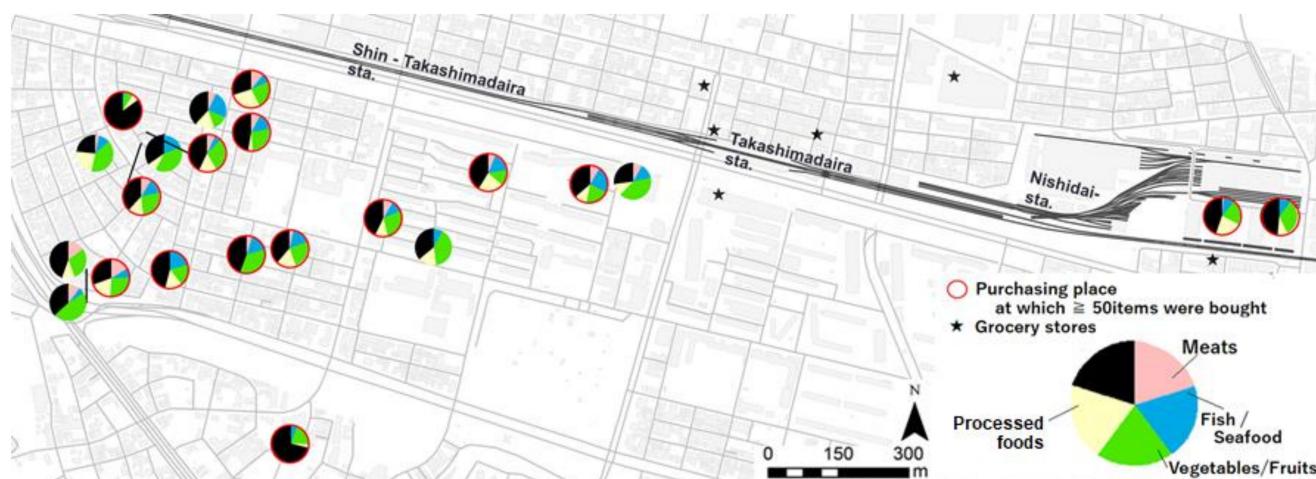 Shin - Takashimadaira
sta.
Takashimadaira
sta.
Nishidai-
sta.
Purchasing place
at which ≧ 50items were bought
Grocery stores
Meats
Fish /
Seafood
Processed
foods
Vegetables/Fruits
N
0 150 300
m